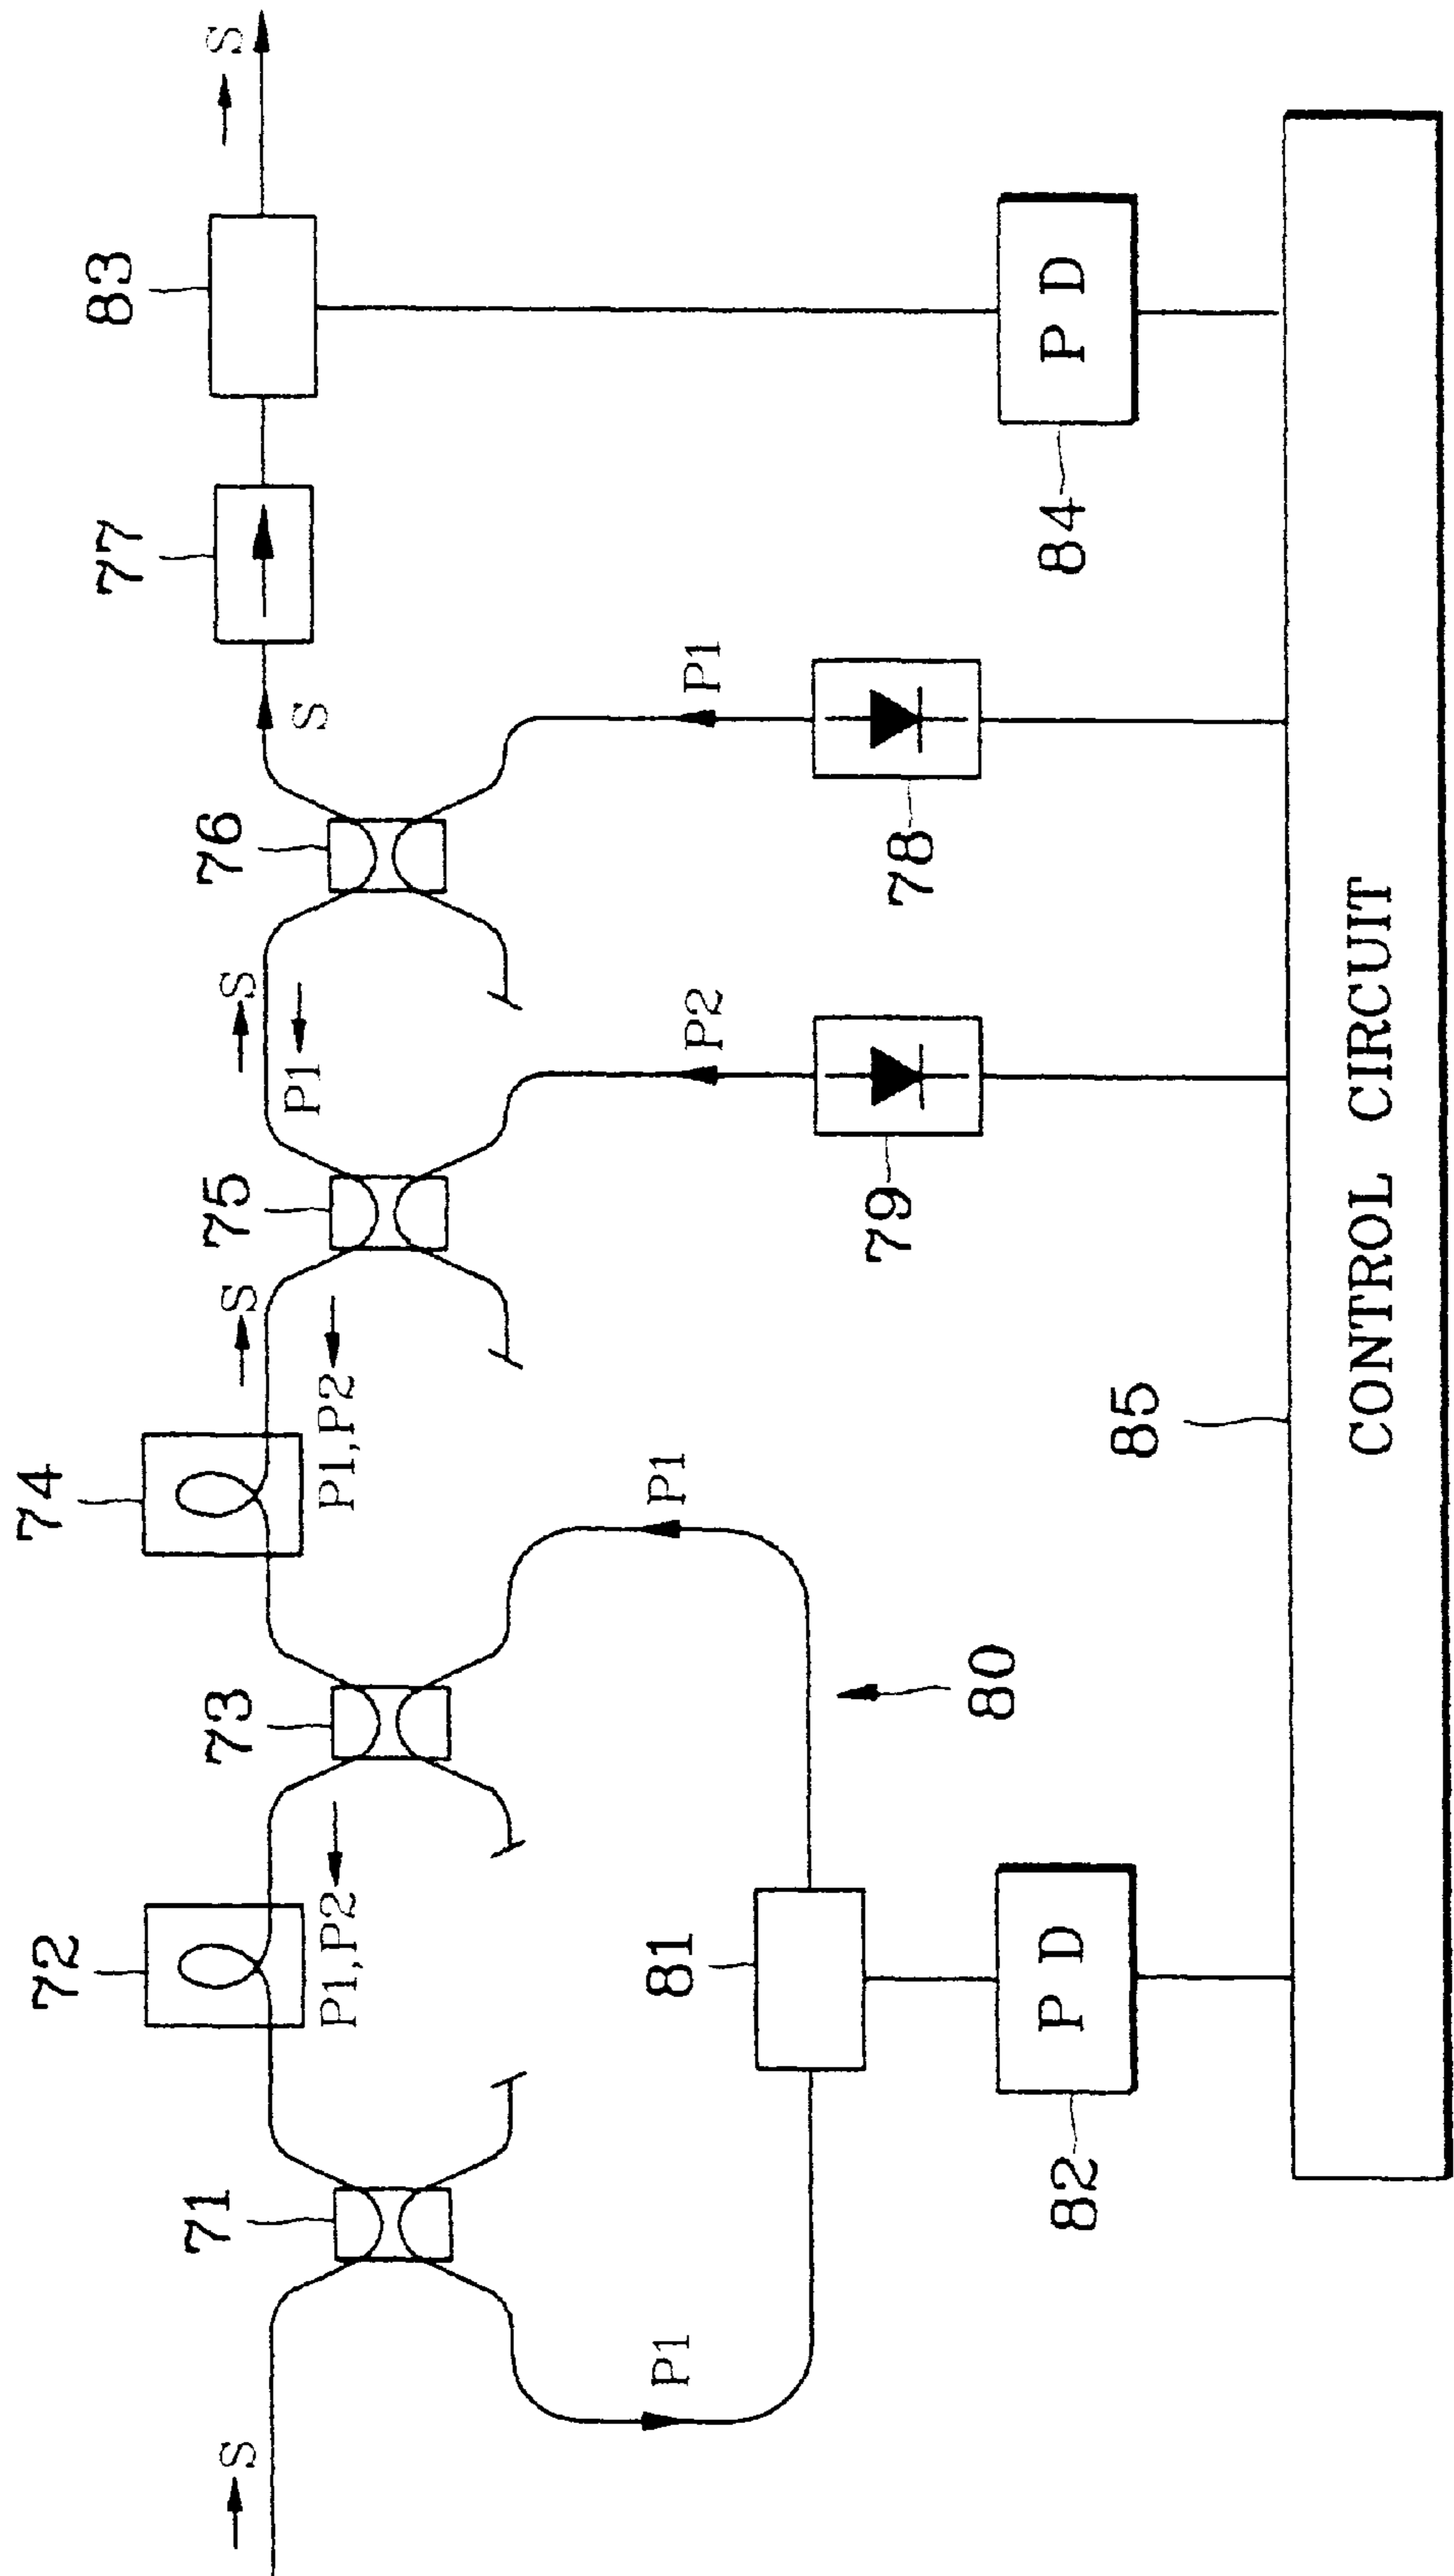 S
71
72
P1,P2
73
74
P1,P2
S
75
P1
S
76
S
77
83
S
P1
81
80
P1
P2
P1
79
78
82
P D
84
P D
85
CONTROL CIRCUIT